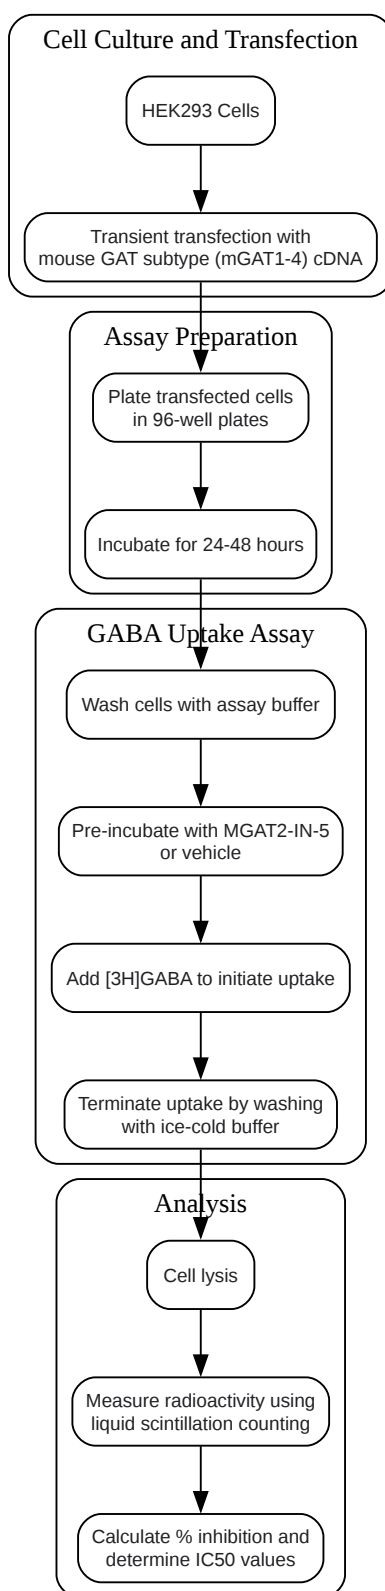 Cell Culture and Transfection
HEK293 Cells
Transient transfection with
mouse GAT subtype (mGAT1-4) cDNA
Assay Preparation
Plate transfected cells
in 96-well plates
Incubate for 24-48 hours
GABA Uptake Assay
Wash cells with assay buffer
Pre-incubate with MGAT2-IN-5
or vehicle
Add [3H]GABA to initiate uptake
Terminate uptake by washing
with ice-cold buffer
Analysis
Cell lysis
Measure radioactivity using
liquid scintillation counting
Calculate % inhibition and
determine IC50 values